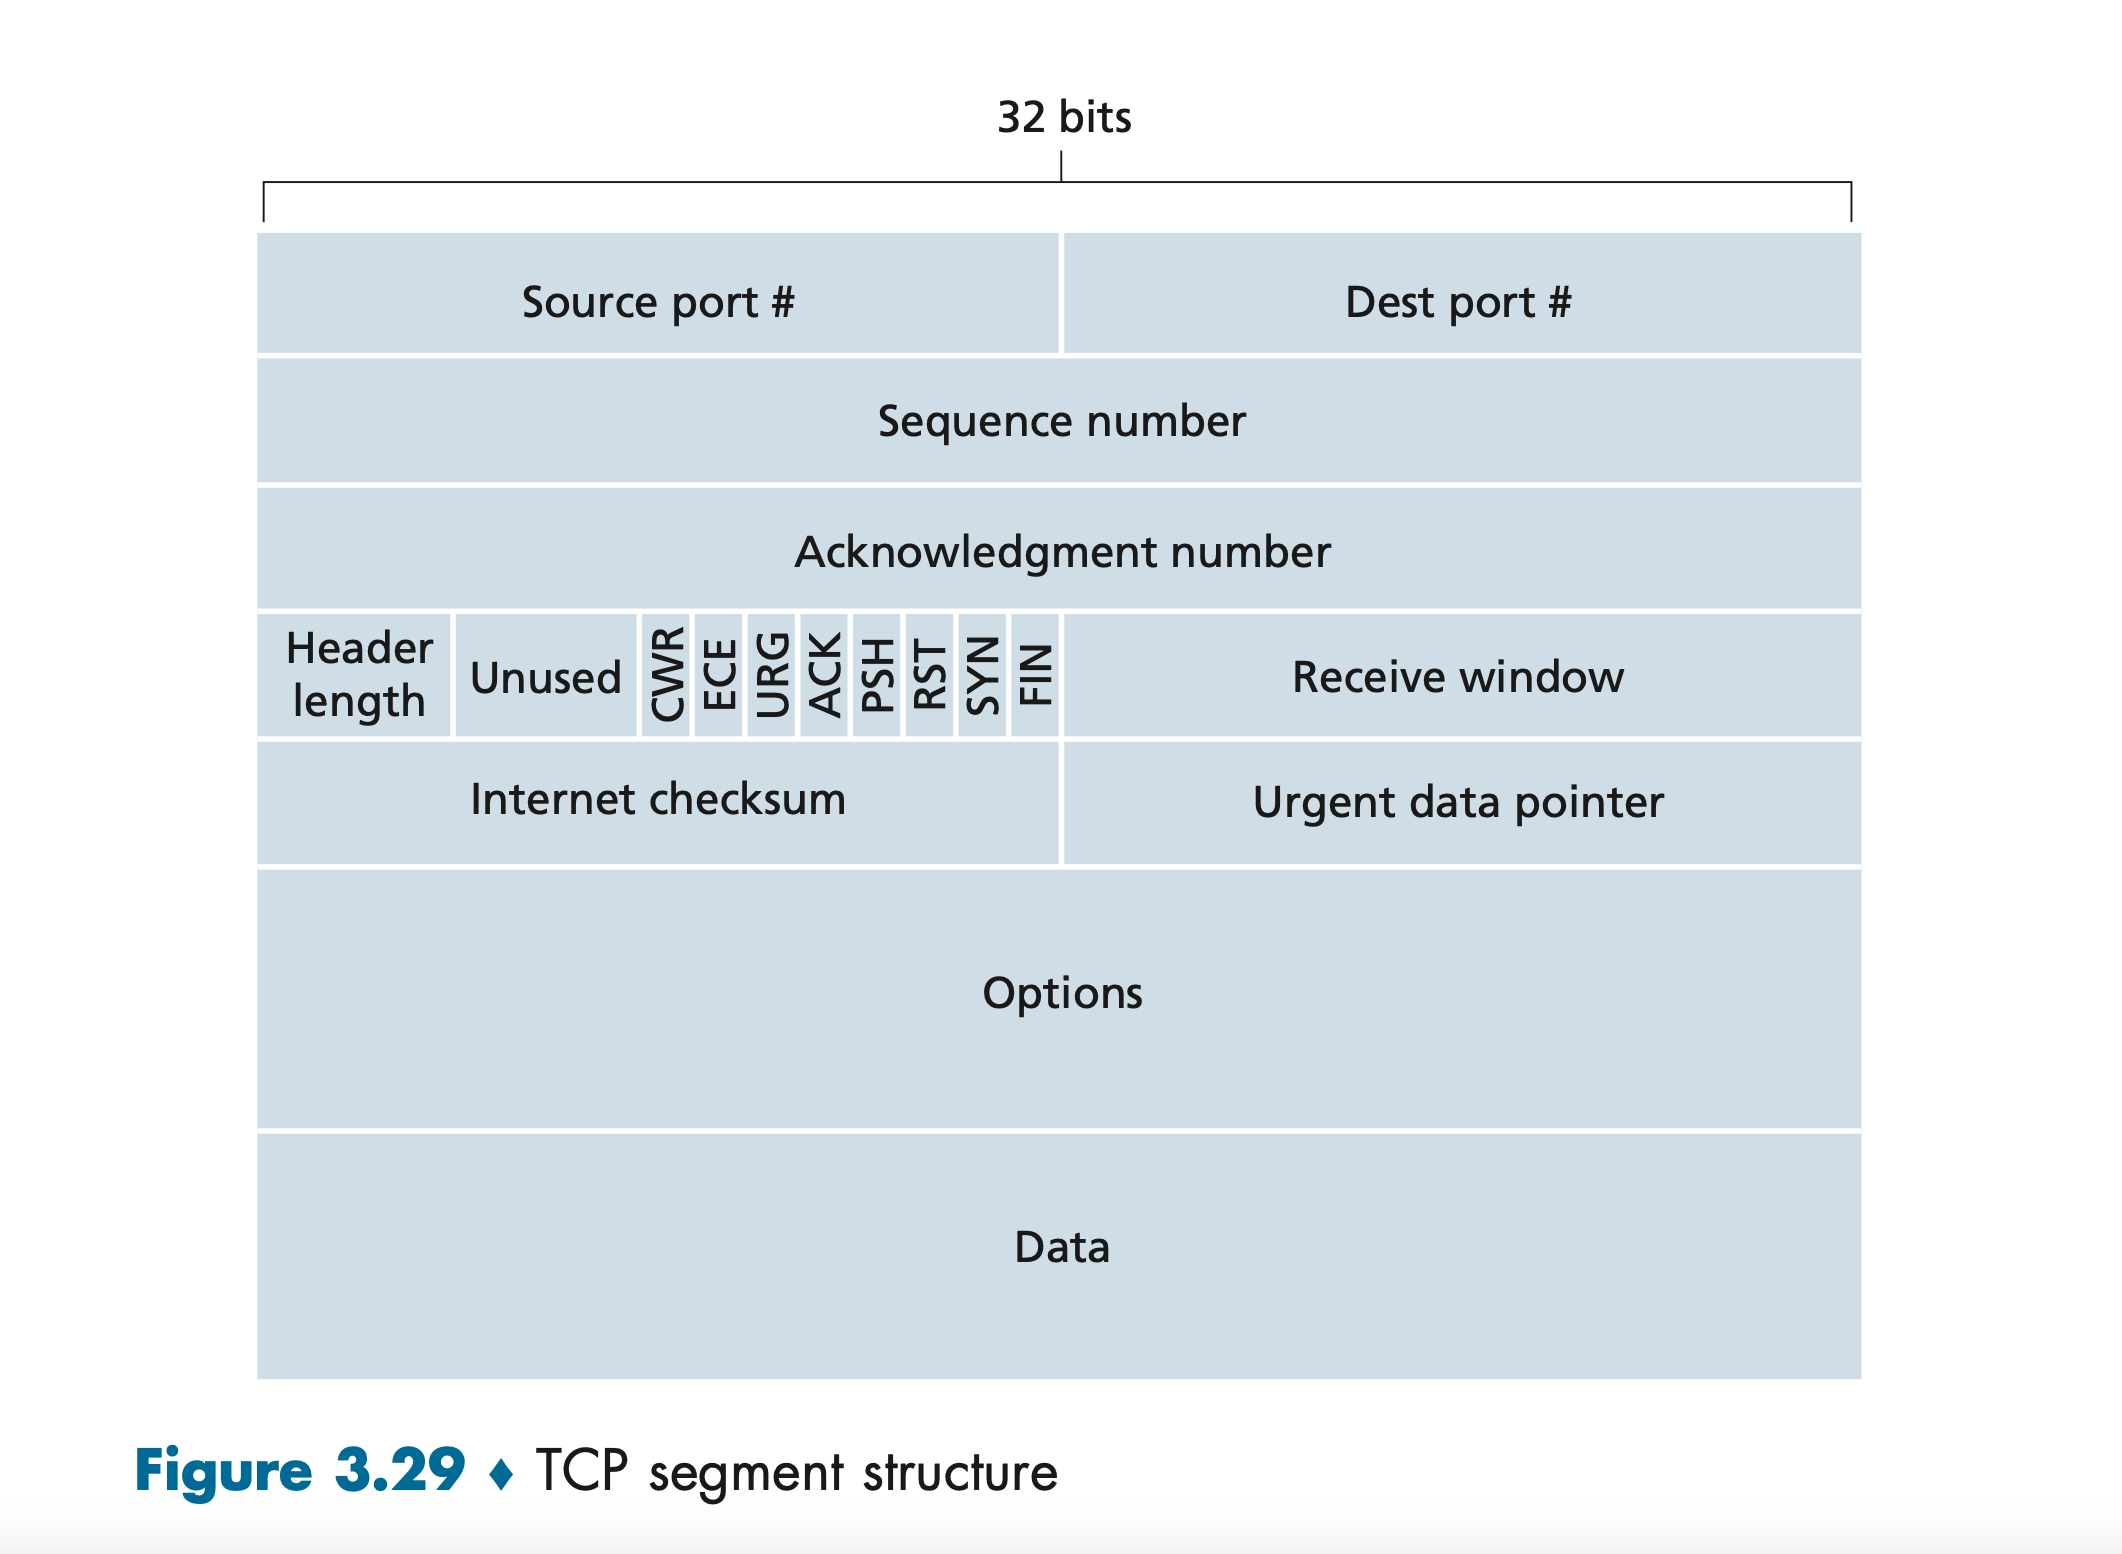 32 bits
Source port #
Dest port #
Sequence number
Acknowledgment number
Header
length
Unused
CWR
ECE
URG
ACK
PSH
RST
SYN
FIN
Receive window
Internet checksum
Urgent data pointer
Options
Data
Figure 3.29 ♦ TCP segment structure